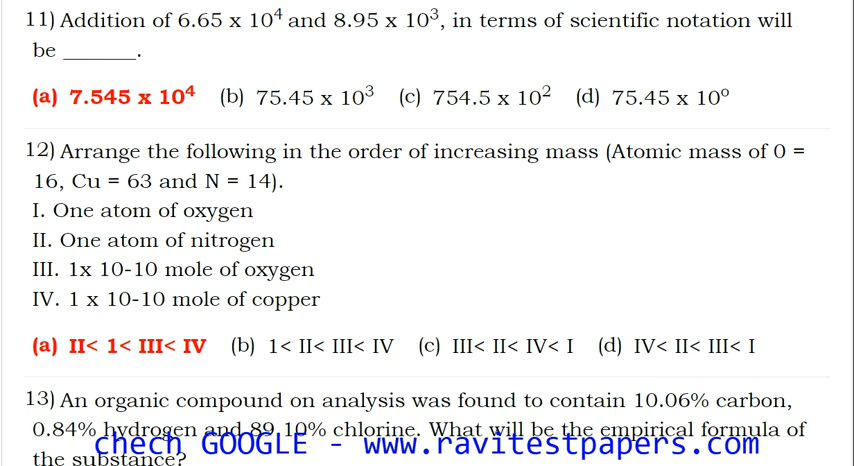 11) Addition of 6.65 x 10⁴ and 8.95 x 10³, in terms of scientific notation will
be _______.
(a) 7.545 x 10⁴ (b) 75.45 x 10³ (c) 754.5 x 10² (d) 75.45 x 10º
12) Arrange the following in the order of increasing mass (Atomic mass of 0 =
16, Cu = 63 and N = 14).
I. One atom of oxygen
II. One atom of nitrogen
III. 1x 10-10 mole of oxygen
IV. 1 x 10-10 mole of copper
(a) II< 1< III< IV (b) 1< II< III< IV (c) III< II< IV< I (d) IV< II< III< I
13) An organic compound on analysis was found to contain 10.06% carbon,
0.84% hydrogen and 89.10% chlorine. What will be the empirical formula of
chech GOOGLE - www.ravitestpapers.com
the substance?